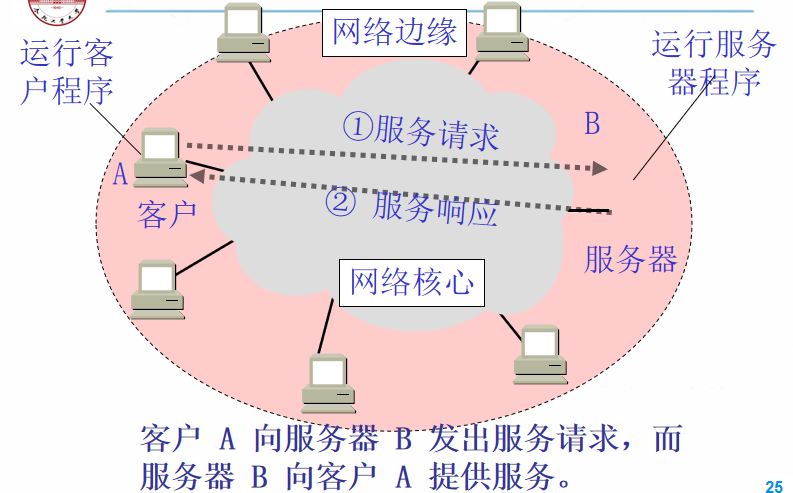 网络边缘
运行客
户程序
运行服务
器程序
①服务请求
B
A
② 服务响应
客户
服务器
网络核心
客户 A 向服务器 B 发出服务请求，而
服务器 B 向客户 A 提供服务。
25